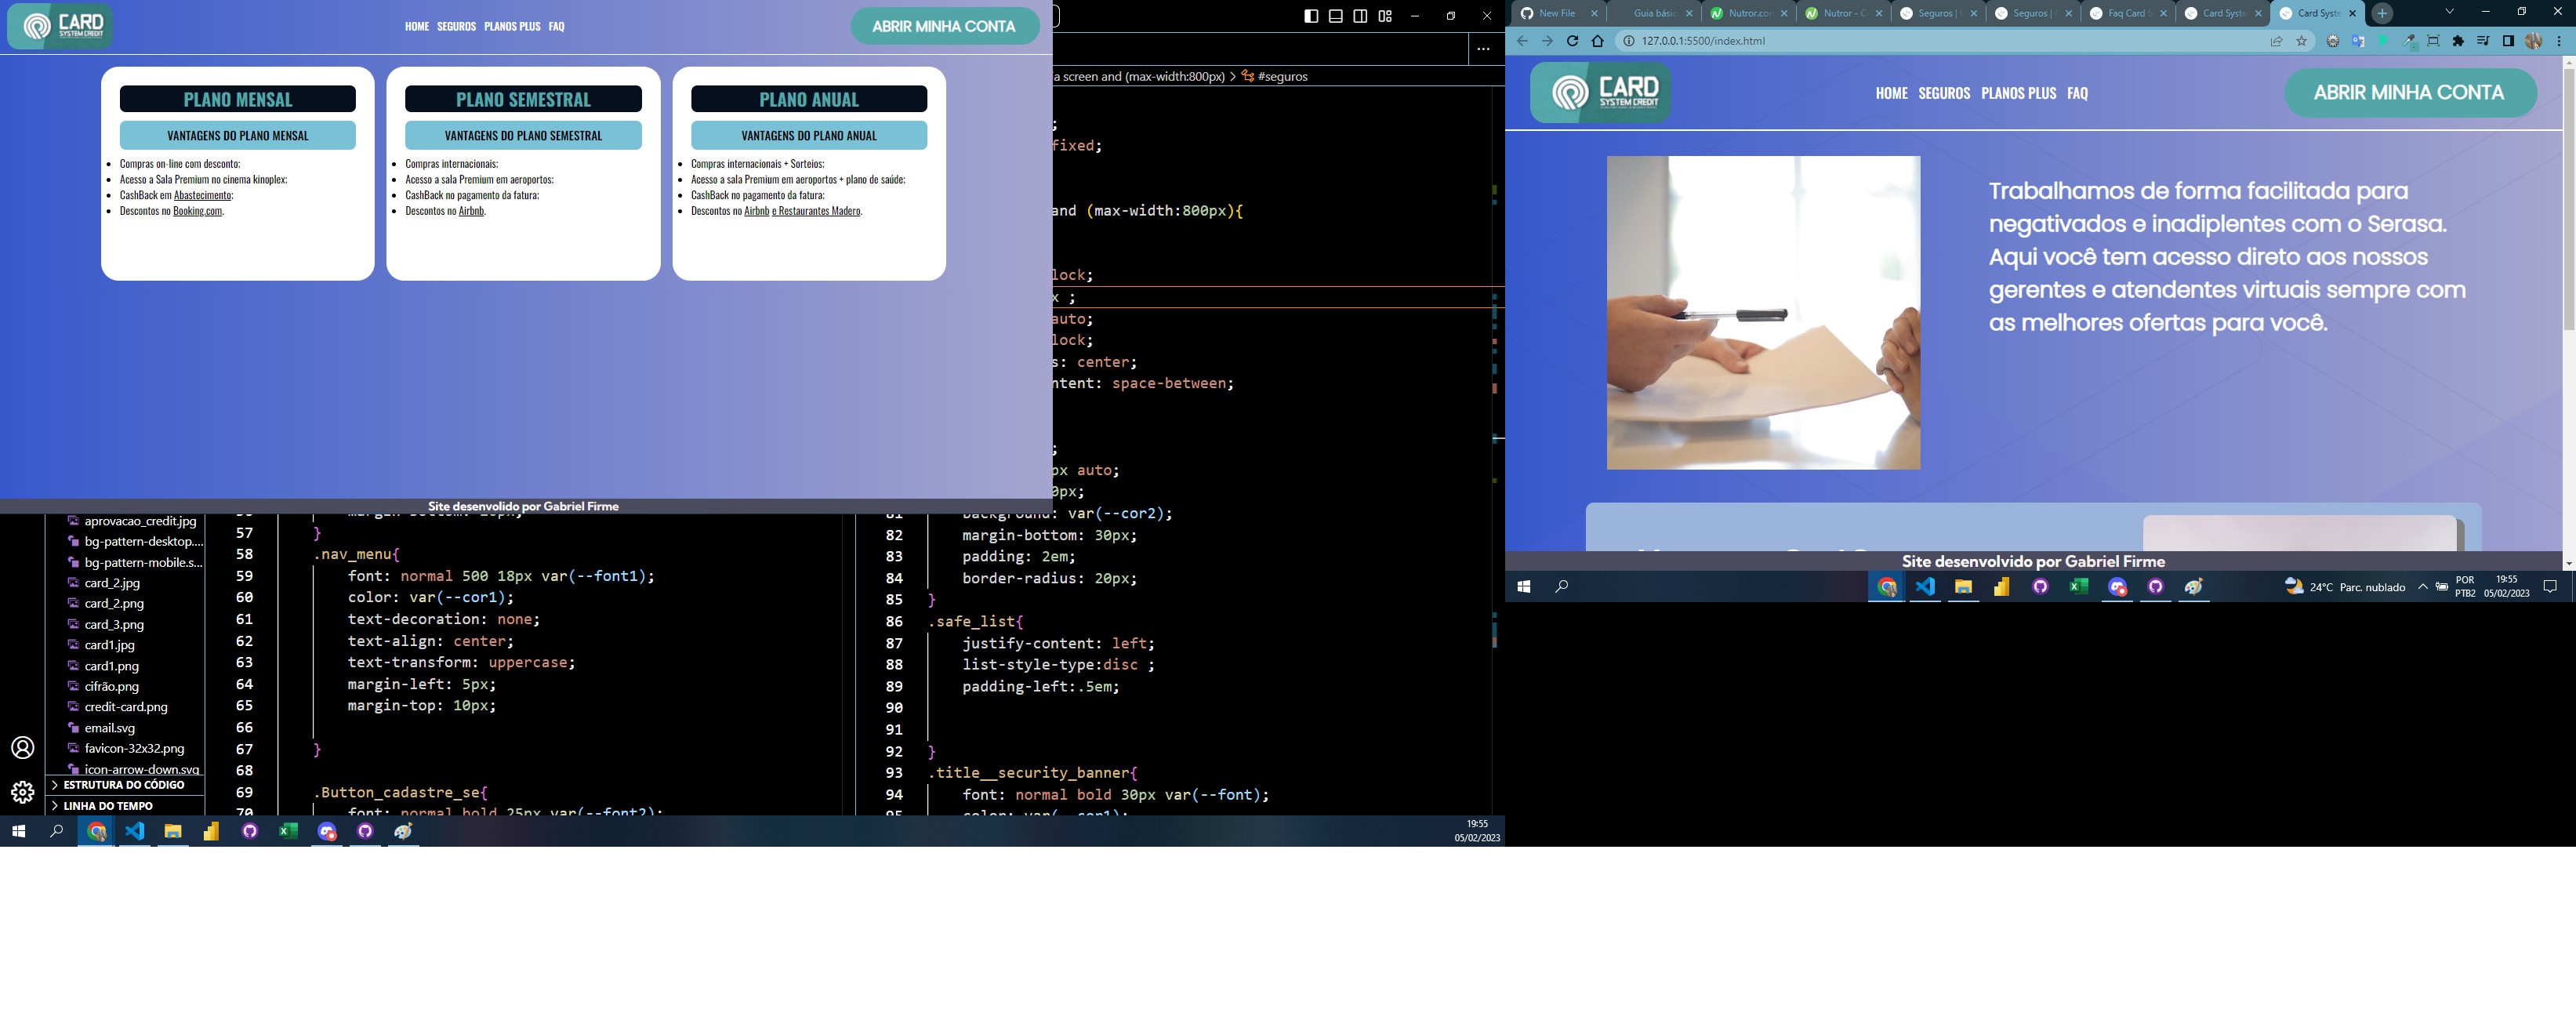 CARD
SYSTEM CREDIT
HOME SEGUROS PLANOS PLUS FAQ
ABRIR MINHA CONTA
PLANO MENSAL
VANTAGENS DO PLANO MENSAL
Compras on-line com desconto;
Acesso a Sala Premium no cinema kinoplex;
CashBack em Abastecimento;
Descontos no Booking.com.
PLANO SEMESTRAL
VANTAGENS DO PLANO SEMESTRAL
Compras internacionais;
Acesso a sala Premium em aeroportos;
CashBack no pagamento da fatura;
Descontos no Airbnb.
PLANO ANUAL
VANTAGENS DO PLANO ANUAL
Compras internacionais + Sorteios;
Acesso a sala Premium em aeroportos + plano de saúde;
CashBack no pagamento da fatura;
Descontos no Airbnb e Restaurantes Madero.
Site desenvolido por Gabriel Firme
a screen and (max-width:800px) > #seguros
;
fixed;
and (max-width:800px){
lock;
x ;
auto;
lock;
s: center;
ntent: space-between;
;
px auto;
0px;
aprovacao_credit.jpg
bg-pattern-desktop....
bg-pattern-mobile.s...
card_2.jpg
card_2.png
card_3.png
card1.jpg
card1.png
cifrão.png
credit-card.png
email.svg
favicon-32x32.png
icon-arrow-down.svg
ESTRUTURA DO CÓDIGO
LINHA DO TEMPO
57 }
58 .nav_menu{
59 font: normal 500 18px var(--font1);
60 color: var(--cor1);
61 text-decoration: none;
62 text-align: center;
63 text-transform: uppercase;
64 margin-left: 5px;
65 margin-top: 10px;
66
67 }
68
69 .Button_cadastre_se{
70 font: normal bold 25px var(--font2);
81 background: var(--cor2);
82 margin-bottom: 30px;
83 padding: 2em;
84 border-radius: 20px;
85 }
86 .safe_list{
87 justify-content: left;
88 list-style-type:disc ;
89 padding-left:.5em;
90
91
92 }
93 .title__security_banner{
94 font: normal bold 30px var(--font);
95 color: var(--cor1);
19:55
05/02/2023
New File
Guia básic
Nutror.co
Nutror - C
Seguros |
Seguros |
Faq Card S
Card Syste
Card Syste
127.0.0.1:5500/index.html
CARD
SYSTEM CREDIT
HOME SEGUROS PLANOS PLUS FAQ
ABRIR MINHA CONTA
Trabalhamos de forma facilitada para
negativados e inadiplentes com o Serasa.
Aqui você tem acesso direto aos nossos
gerentes e atendentes virtuais sempre com
as melhores ofertas para você.
Site desenvolvido por Gabriel Firme
24°C Parc. nublado
POR
PTB2
19:55
05/02/2023